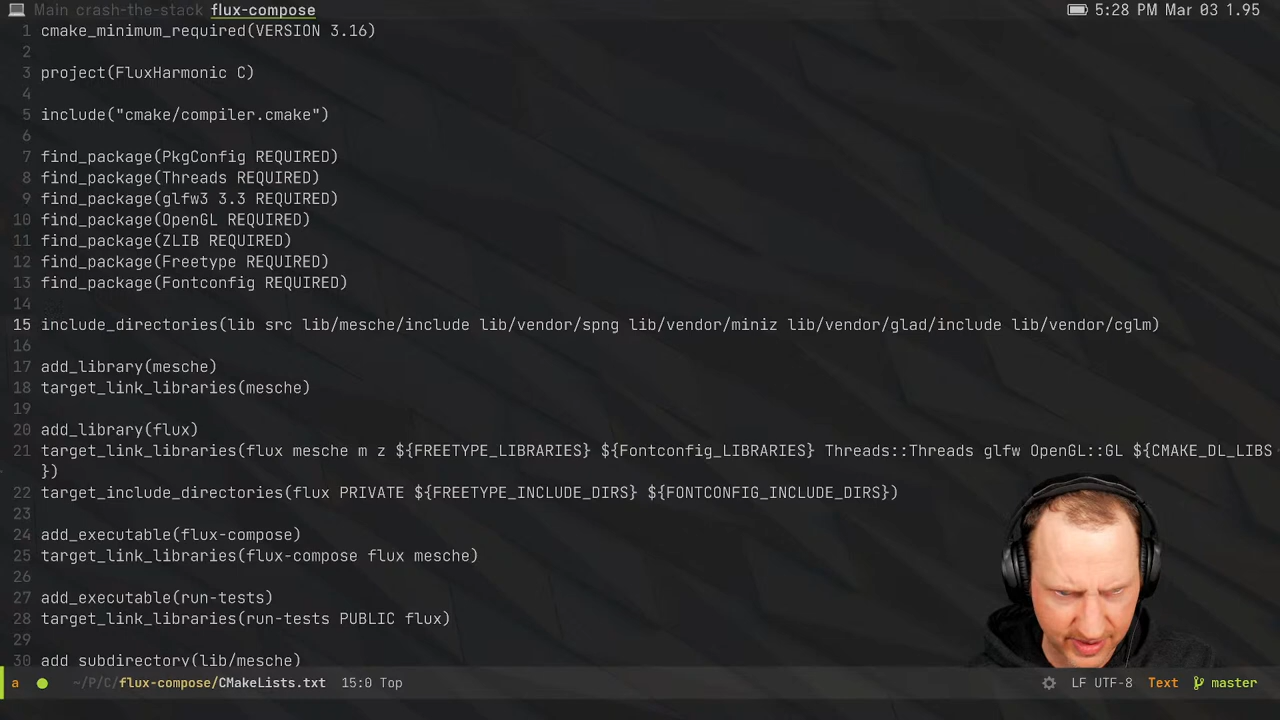 Main crash-the-stack flux-compose 5:28 PM Mar 03 1.95
1 cmake_minimum_required(VERSION 3.16)
2
3 project(FluxHarmonic C)
4
5 include("cmake/compiler.cmake")
6
7 find_package(PkgConfig REQUIRED)
8 find_package(Threads REQUIRED)
9 find_package(glfw3 3.3 REQUIRED)
10 find_package(OpenGL REQUIRED)
11 find_package(ZLIB REQUIRED)
12 find_package(Freetype REQUIRED)
13 find_package(Fontconfig REQUIRED)
14
15 include_directories(lib src lib/mesche/include lib/vendor/spng lib/vendor/miniz lib/vendor/glad/include lib/vendor/cglm)
16
17 add_library(mesche)
18 target_link_libraries(mesche)
19
20 add_library(flux)
21 target_link_libraries(flux mesche m z ${FREETYPE_LIBRARIES} ${Fontconfig_LIBRARIES} Threads::Threads glfw OpenGL::GL ${CMAKE_DL_LIBS
})
22 target_include_directories(flux PRIVATE ${FREETYPE_INCLUDE_DIRS} ${FONTCONFIG_INCLUDE_DIRS})
23
24 add_executable(flux-compose)
25 target_link_libraries(flux-compose flux mesche)
26
27 add_executable(run-tests)
28 target_link_libraries(run-tests PUBLIC flux)
29
30 add_subdirectory(lib/mesche)
a ~/P/C/flux-compose/CMakeLists.txt 15:0 Top LF UTF-8 Text master